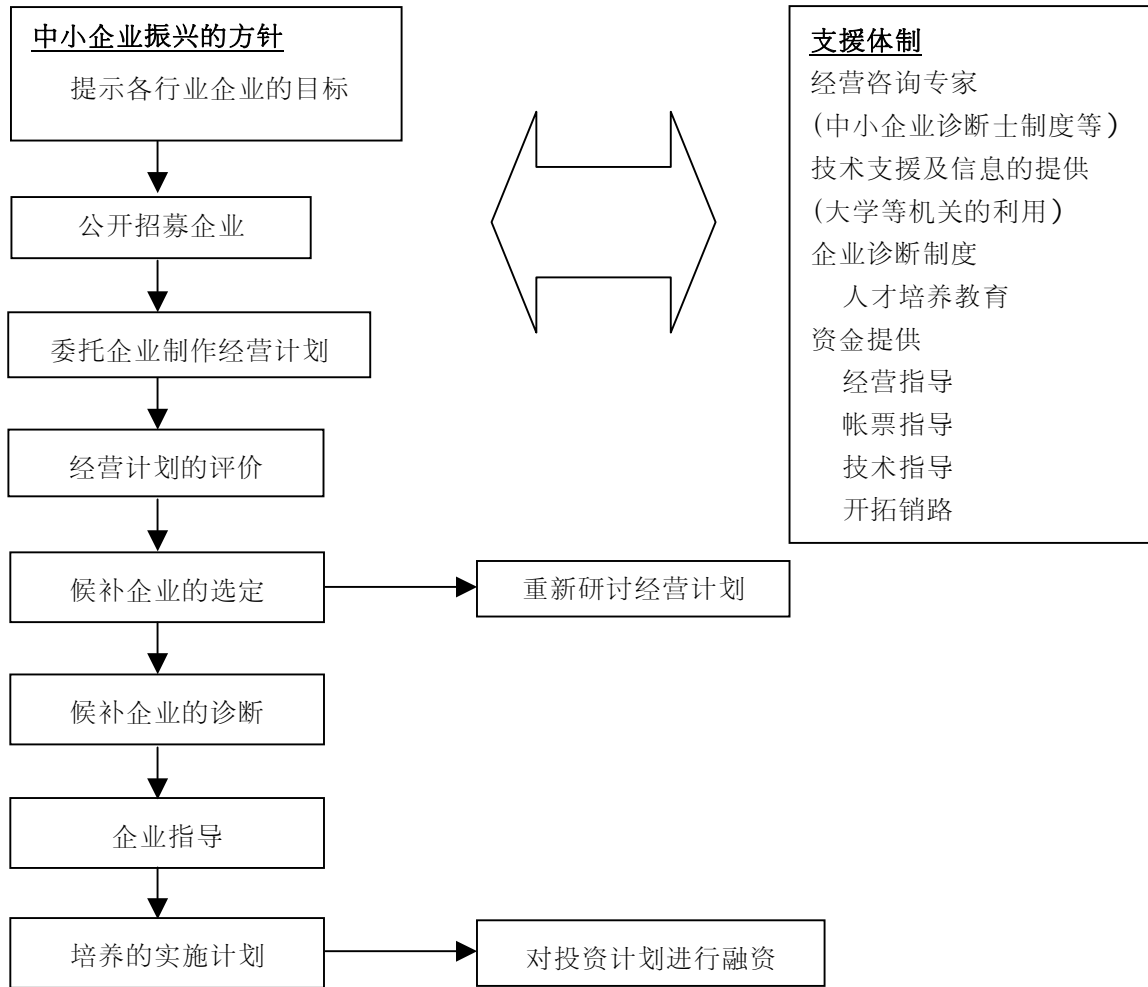 中小企业振兴的方针
提示各行业企业的目标
公开招募企业
委托企业制作经营计划
经营计划的评价
候补企业的选定
重新研讨经营计划
候补企业的诊断
企业指导
培养的实施计划
对投资计划进行融资
支援体制
经营咨询专家
(中小企业诊断士制度等)
技术支援及信息的提供
(大学等机关的利用)
企业诊断制度
人才培养教育
资金提供
经营指导
帐票指导
技术指导
开拓销路